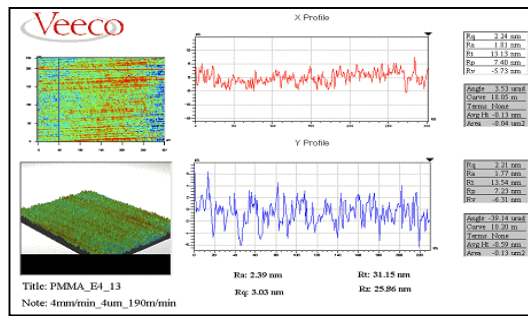 Veeco
X Profile
Rq 2.24 nm
Ra 1.81 nm
Rt 13.13 nm
Rp 7.40 nm
Rv -5.73 nm
Angle 3.53 urad
Curve 18.05 m
Terms None
Avg Ht -0.13 nm
Area -0.04 um2
Y Profile
Rq 2.21 nm
Ra 1.77 nm
Rt 13.54 nm
Rp 7.23 nm
Rv -6.31 nm
Angle -39.14 urad
Curve 10.20 m
Terms None
Avg Ht -0.59 nm
Area -0.13 um2
Ra: 2.39 nm Rt: 31.15 nm
Rq: 3.03 nm Rz: 25.86 nm
Title: PMMA_E4_13
Note: 4mm/min_4um_190m/min